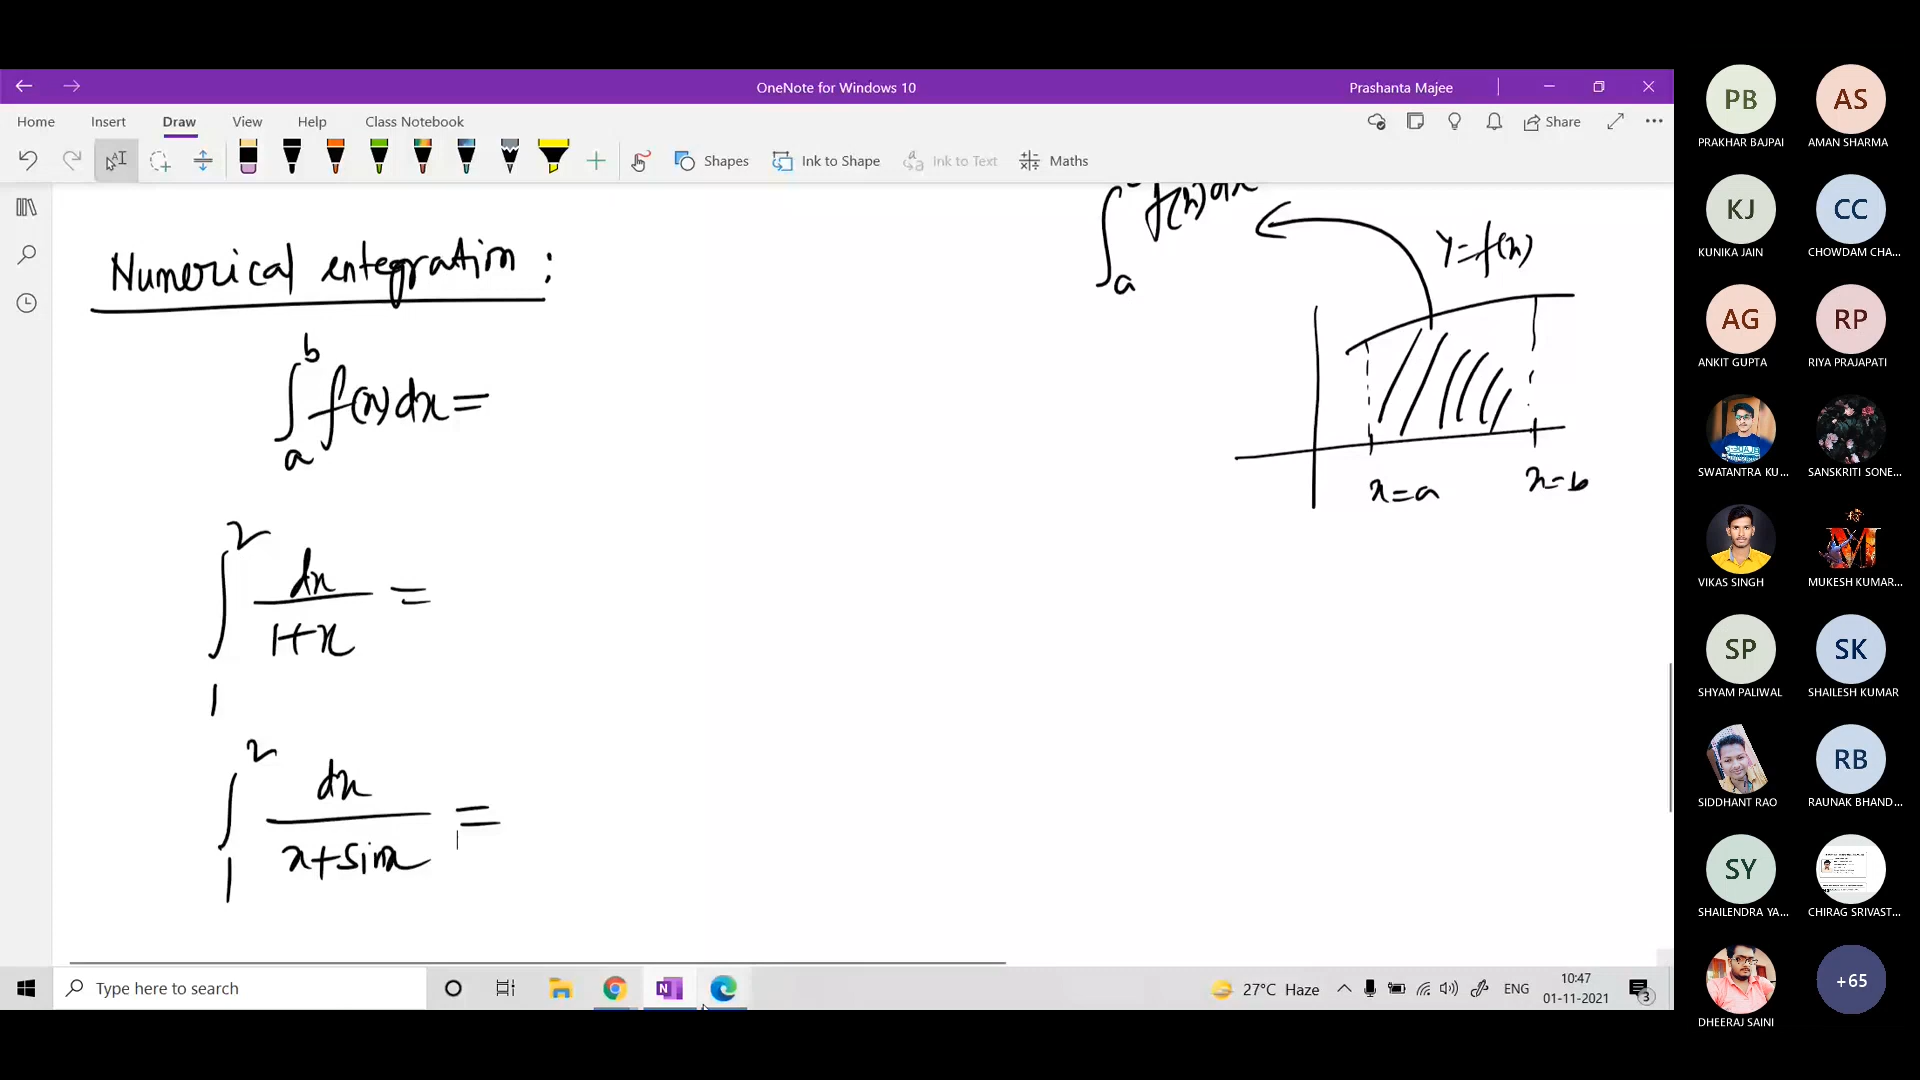 OneNote for Windows 10
Prashanta Majee
Home Insert Draw View Help Class Notebook
Share
Shapes Ink to Shape Ink to Text Maths
Numerical integration :
∫_a^b f(x) dx =
∫_1^2 dx/(1+x) =
∫_1^2 dx/(x+sinx) =
∫_a f(x) dx
Y=f(x)
x=a
x=b
Type here to search
27°C Haze
ENG
10:47
01-11-2021
3
PB AS
PRAKHAR BAJPAI AMAN SHARMA
KJ CC
KUNIKA JAIN CHOWDAM CHA...
AG RP
ANKIT GUPTA RIYA PRAJAPATI
SWATANTRA KU... SANSKRITI SONE...
VIKAS SINGH MUKESH KUMAR...
SP SK
SHYAM PALIWAL SHAILESH KUMAR
RB
SIDDHANT RAO RAUNAK BHAND...
SY
SHAILENDRA YA... CHIRAG SRIVAST...
+65
DHEERAJ SAINI